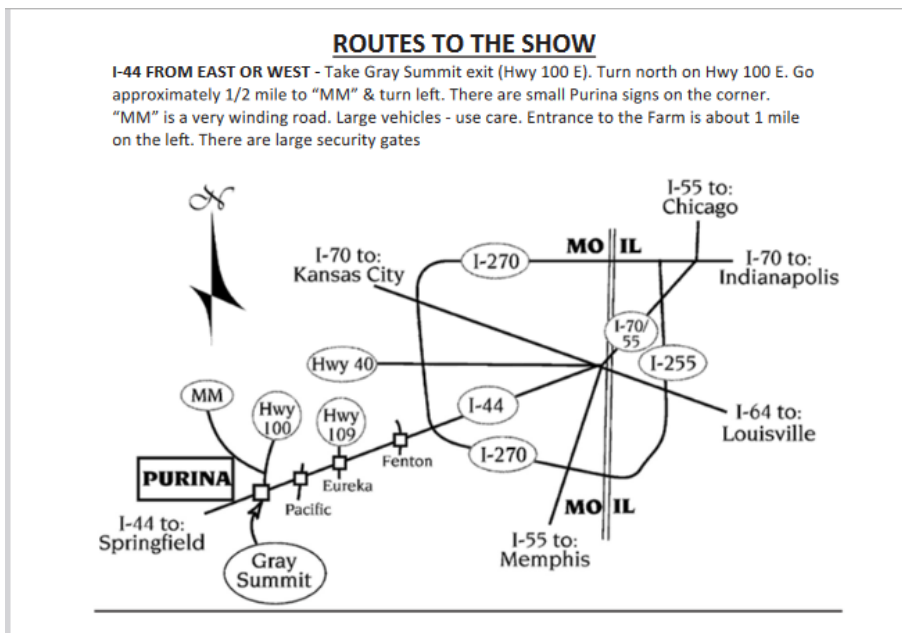 ROUTES TO THE SHOW
I-44 FROM EAST OR WEST - Take Gray Summit exit (Hwy 100 E). Turn north on Hwy 100 E. Go
approximately 1/2 mile to “MM” & turn left. There are small Purina signs on the corner.
“MM” is a very winding road. Large vehicles - use care. Entrance to the Farm is about 1 mile
on the left. There are large security gates
N
I-55 to:
Chicago
MO IL
I-70 to:
Kansas City
I-270
I-70 to:
Indianapolis
I-70/
55
Hwy 40
I-255
MM
Hwy
100
Hwy
109
I-44
I-64 to:
Louisville
Fenton
I-270
PURINA
Eureka
Pacific
MO IL
I-44 to:
Springfield
I-55 to:
Memphis
Gray
Summit